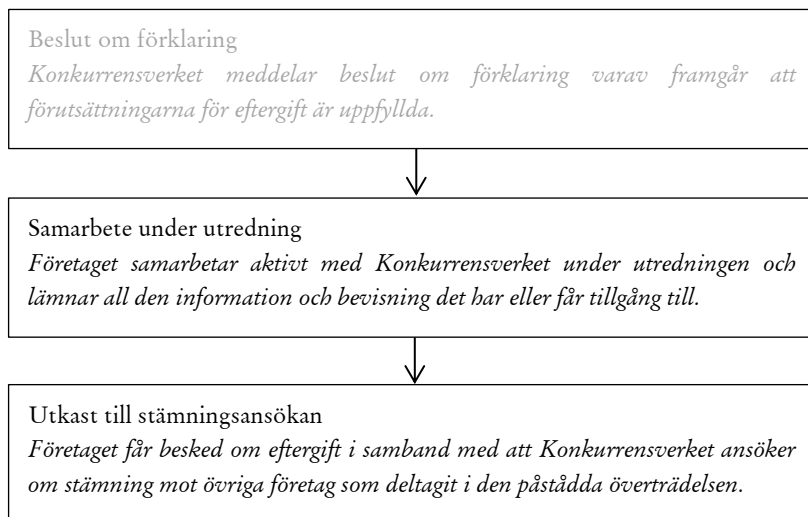 Beslut om förklaring
Konkurrensverket meddelar beslut om förklaring varav framgår att
förutsättningarna för eftergift är uppfyllda.
Samarbete under utredning
Företaget samarbetar aktivt med Konkurrensverket under utredningen och
lämnar all den information och bevisning det har eller får tillgång till.
Utkast till stämningsansökan
Företaget får besked om eftergift i samband med att Konkurrensverket ansöker
om stämning mot övriga företag som deltagit i den påstådda överträdelsen.